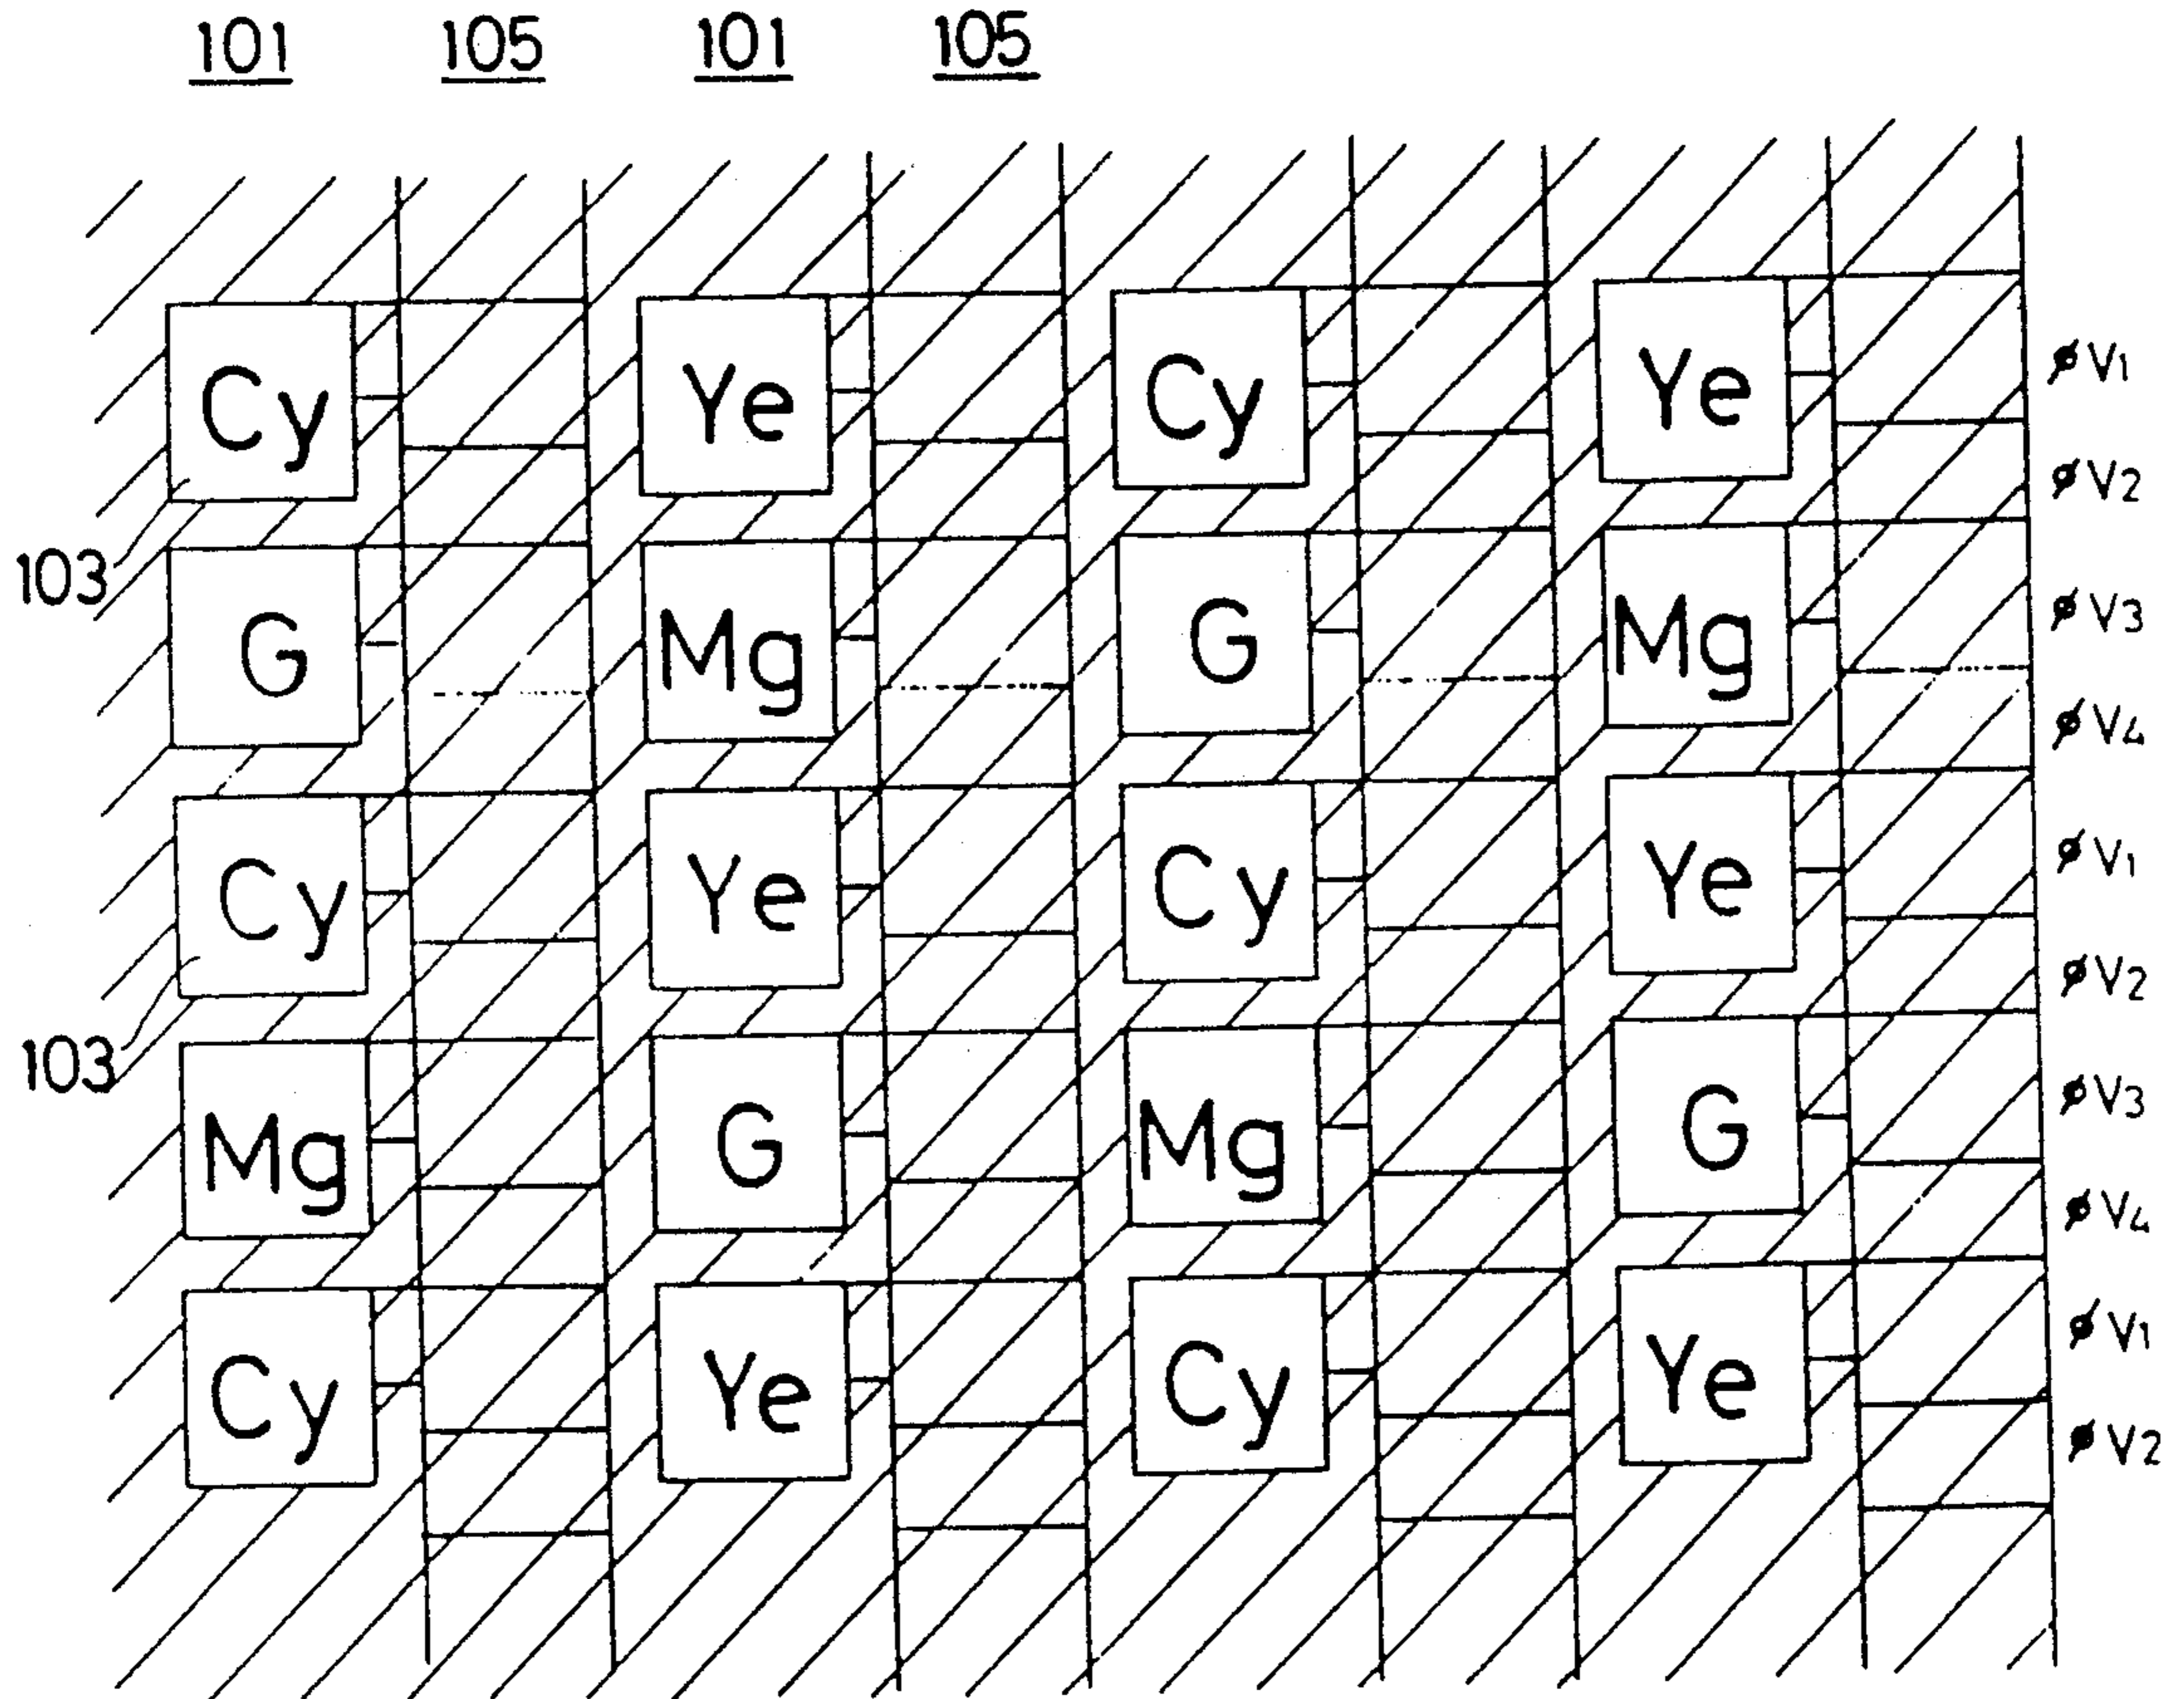 101 105 101 105
Cy Ye Cy Ye øV1
øV2
103
G Mg G Mg øV3
øV4
Cy Ye Cy Ye øV1
øV2
103
Mg G Mg G øV3
øV4
Cy Ye Cy Ye øV1
øV2